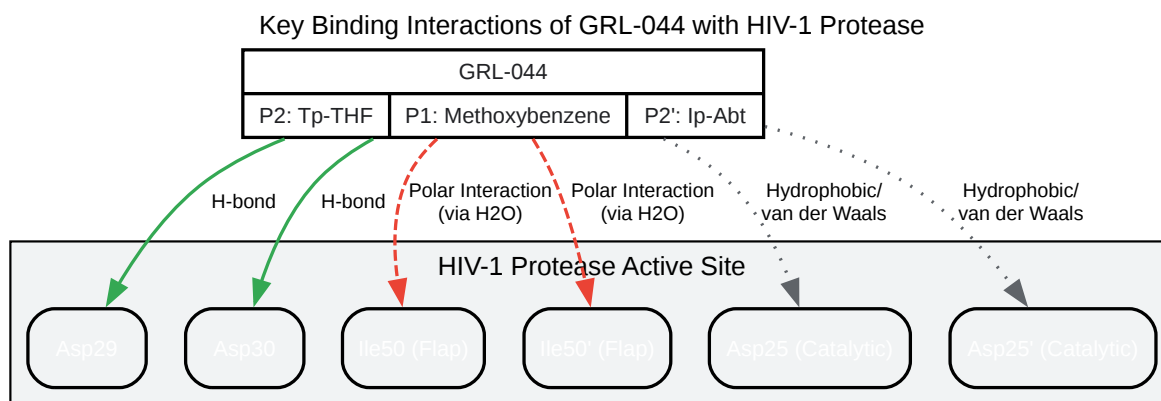 Key Binding Interactions of GRL-044 with HIV-1 Protease
GRL-044
P2: Tp-THF
P1: Methoxybenzene
P2': Ip-Abt
H-bond
H-bond
Polar Interaction
(via H2O)
Polar Interaction
(via H2O)
Hydrophobic/
van der Waals
Hydrophobic/
van der Waals
HIV-1 Protease Active Site
Asp29
Asp30
Ile50 (Flap)
Ile50' (Flap)
Asp25 (Catalytic)
Asp25' (Catalytic)